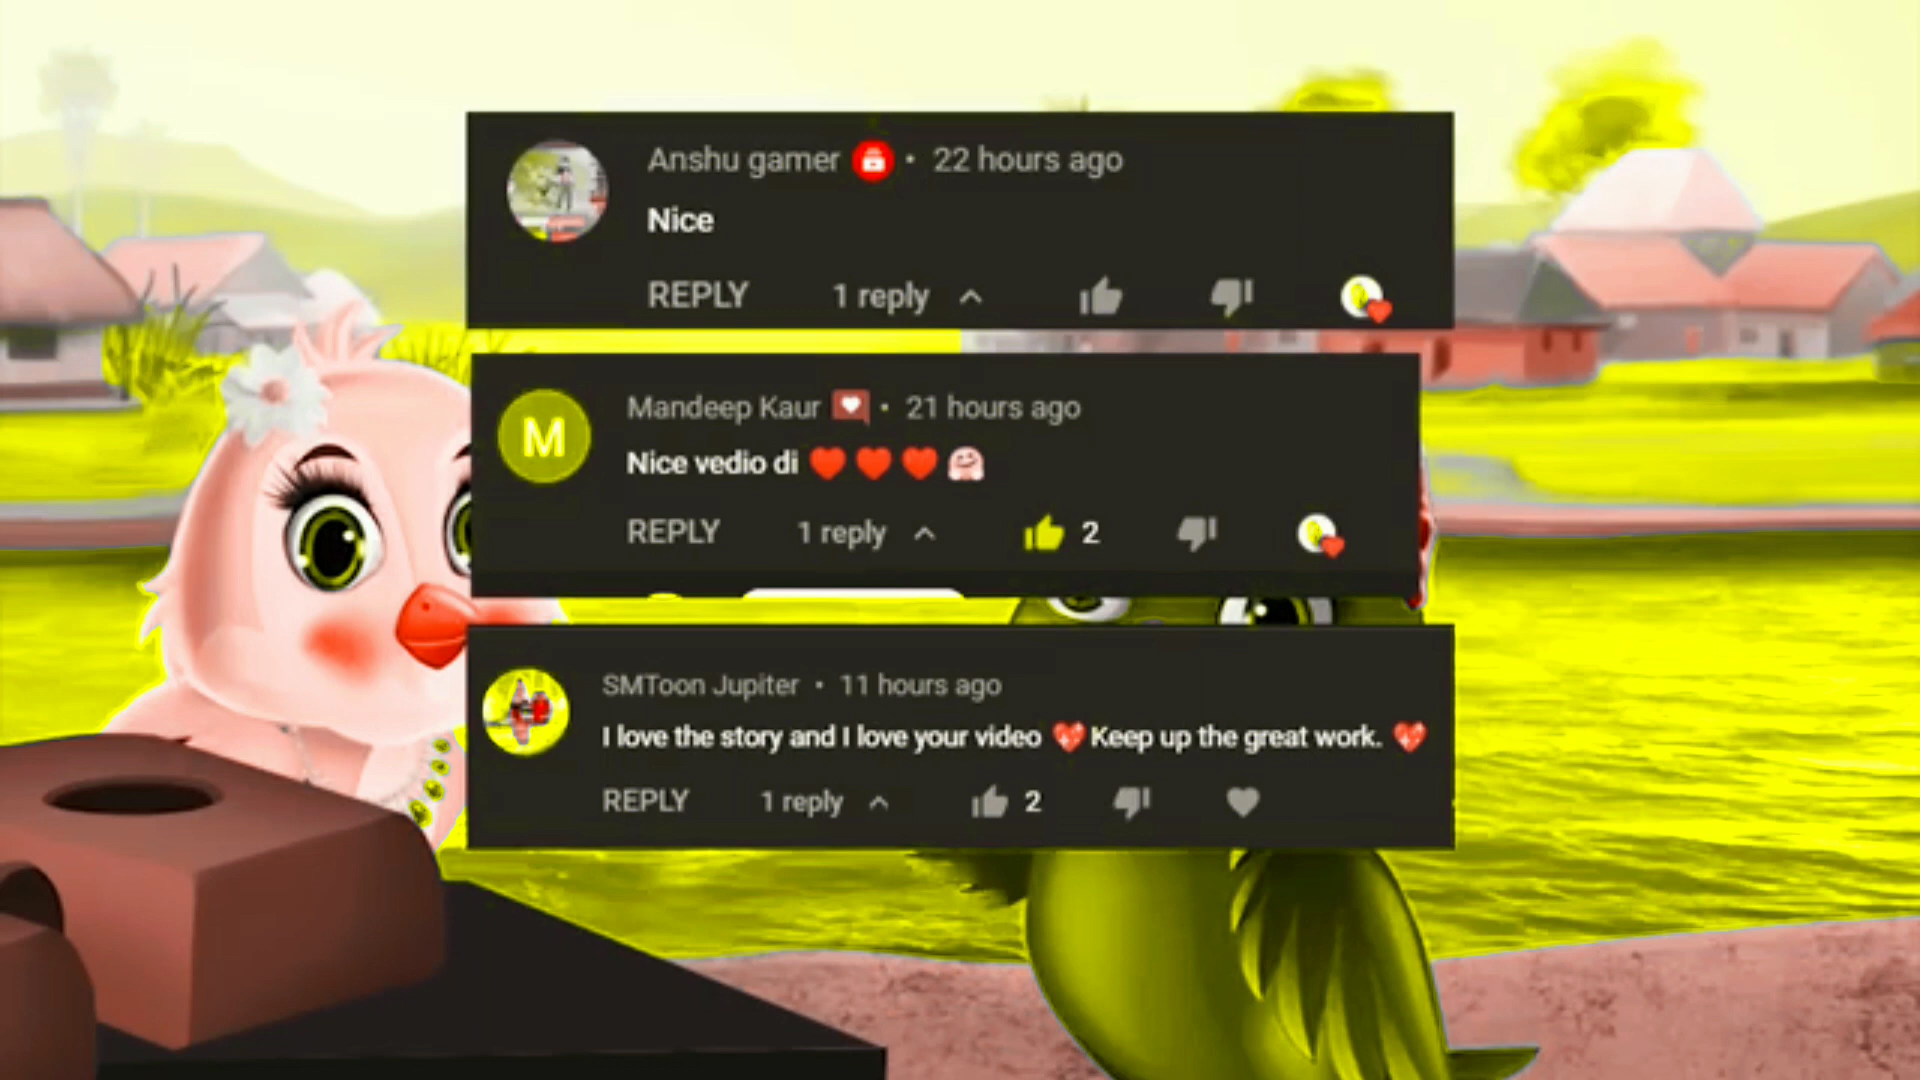 Anshu gamer • 22 hours ago
Nice
REPLY 1 reply
M
Mandeep Kaur • 21 hours ago
Nice vedio di ❤️❤️❤️🤗
REPLY 1 reply 2
SMToon Jupiter • 11 hours ago
I love the story and I love your video 💖Keep up the great work. 💖
REPLY 1 reply 2